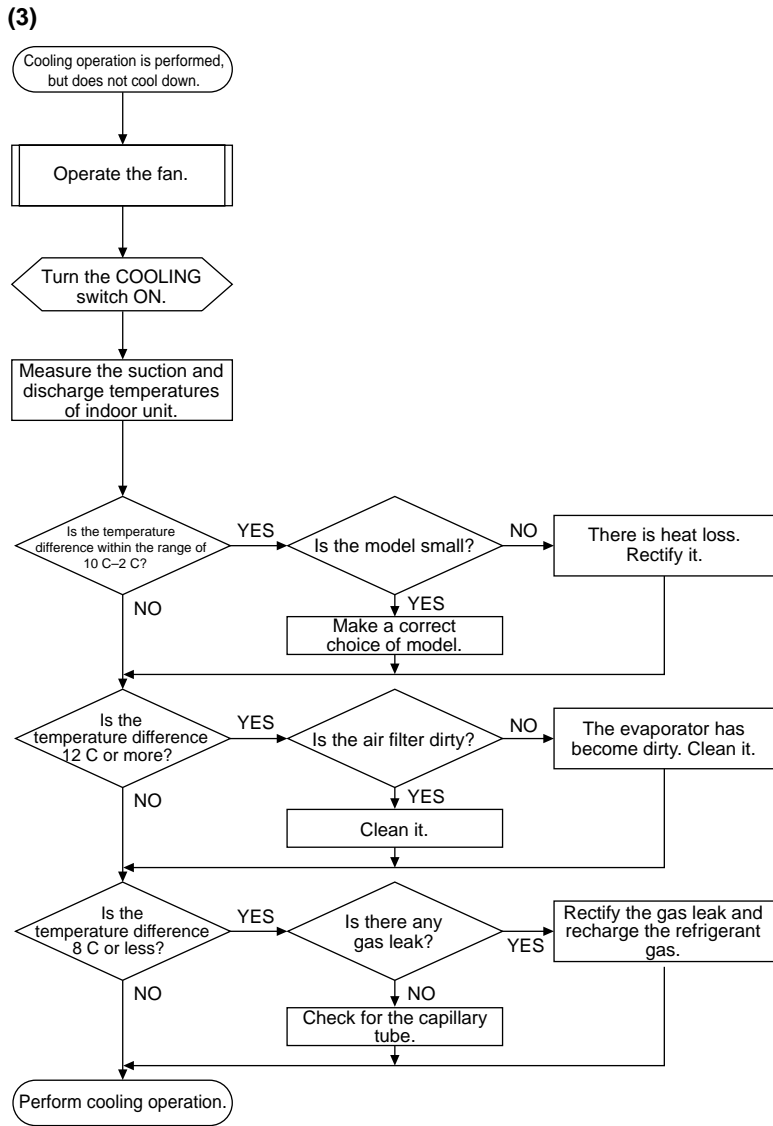 (3)
Cooling operation is performed,
but does not cool down.
Operate the fan.
Turn the COOLING
switch ON.
Measure the suction and
discharge temperatures
of indoor unit.
Is the temperature
difference within the range of
10 C–2 C?
YES
Is the model small?
NO
There is heat loss.
Rectify it.
NO
YES
Make a correct
choice of model.
Is the
temperature difference
12 C or more?
YES
Is the air filter dirty?
NO
The evaporator has
become dirty. Clean it.
NO
YES
Clean it.
Is the
temperature difference
8 C or less?
YES
Is there any
gas leak?
YES
Rectify the gas leak and
recharge the refrigerant
gas.
NO
NO
Check for the capillary
tube.
Perform cooling operation.